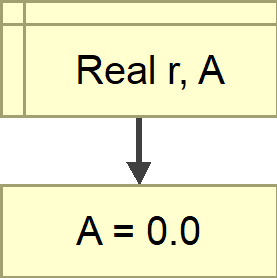 Real r, A
A = 0.0